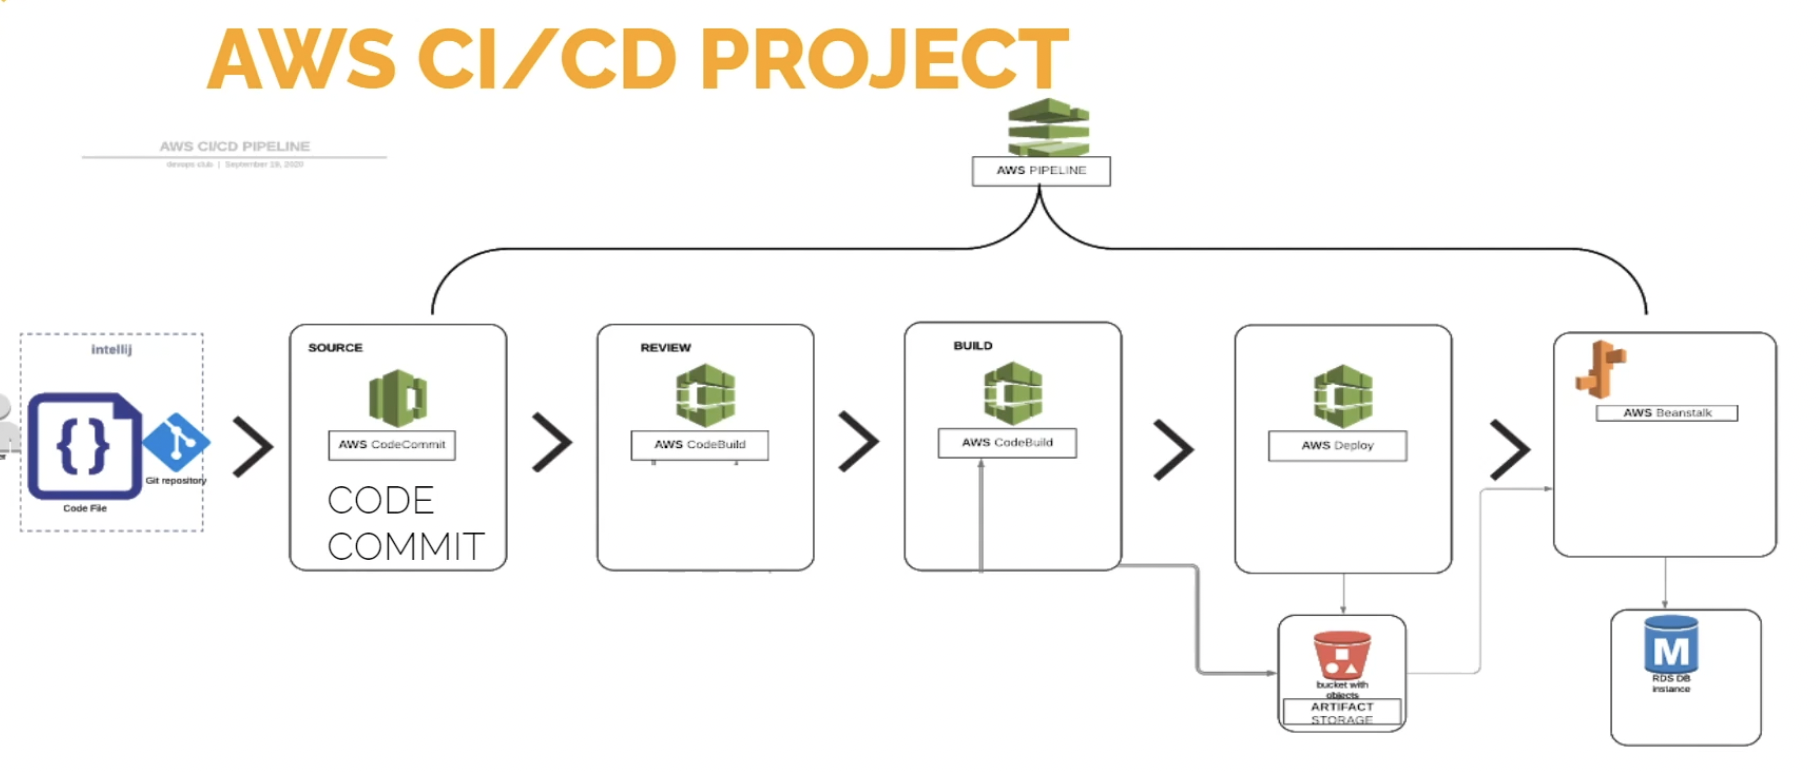 AWS CI/CD PROJECT
AWS CI/CD PIPELINE
devops club | September 19, 2020
AWS PIPELINE
intellij
Git repository
Code File
SOURCE
AWS CodeCommit
CODE
COMMIT
REVIEW
AWS CodeBuild
BUILD
AWS CodeBuild
AWS Deploy
AWS Beanstalk
bucket with
objects
ARTIFACT
STORAGE
M
RDS DB
instance